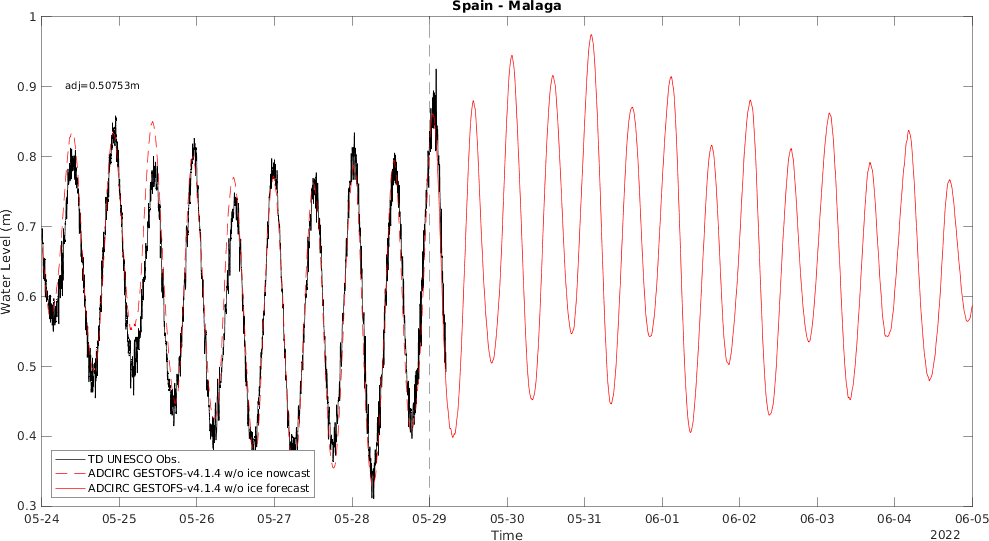 Spain - Malaga
1
0.9
0.8
0.7
0.6
0.5
0.4
0.3
Water Level (m)
adj=0.50753m
TD UNESCO Obs.
ADCIRC GESTOFS-v4.1.4 w/o ice nowcast
ADCIRC GESTOFS-v4.1.4 w/o ice forecast
05-24 05-25 05-26 05-27 05-28 05-29 05-30 05-31 06-01 06-02 06-03 06-04 06-05
Time
2022